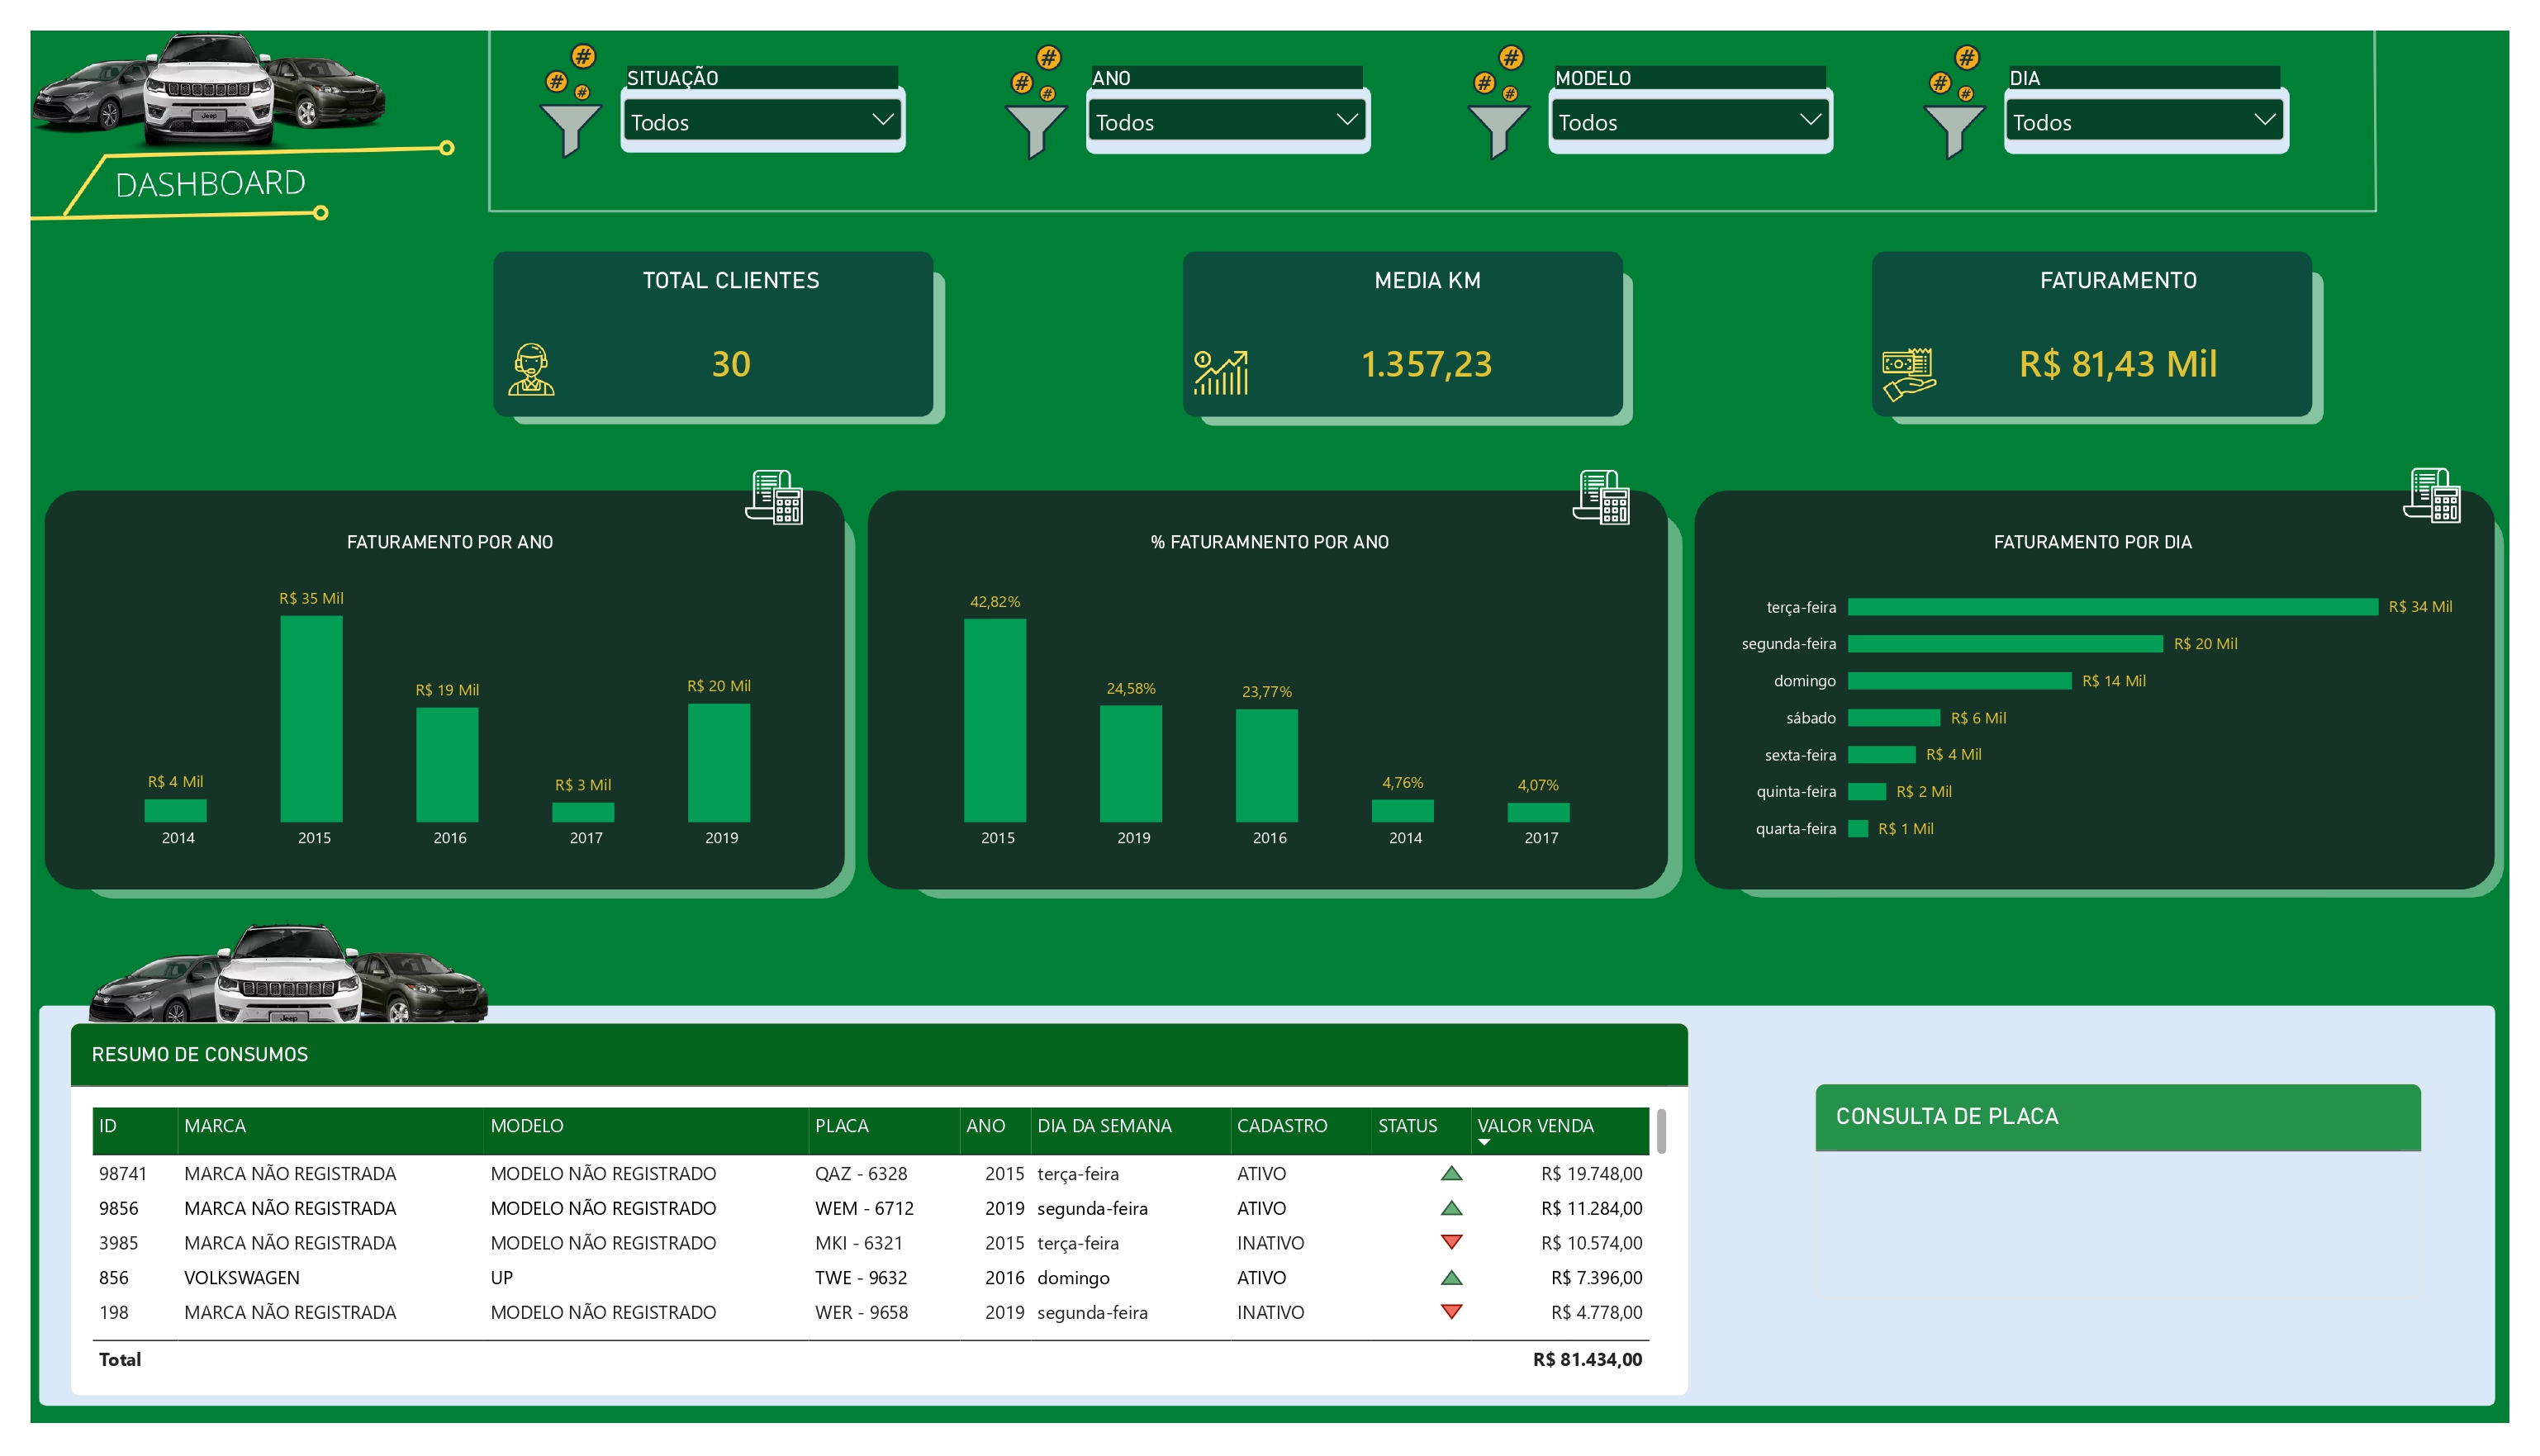 Jeep
DASHBOARD
SITUAÇÃO
Todos
ANO
Todos
MODELO
Todos
DIA
Todos
TOTAL CLIENTES
30
MEDIA KM
1.357,23
FATURAMENTO
R$ 81,43 Mil
FATURAMENTO POR ANO
R$ 4 Mil
R$ 35 Mil
R$ 19 Mil
R$ 3 Mil
R$ 20 Mil
2014 2015 2016 2017 2019
% FATURAMNENTO POR ANO
42,82%
24,58%
23,77%
4,76%
4,07%
2015 2019 2016 2014 2017
FATURAMENTO POR DIA
terça-feira R$ 34 Mil
segunda-feira R$ 20 Mil
domingo R$ 14 Mil
sábado R$ 6 Mil
sexta-feira R$ 4 Mil
quinta-feira R$ 2 Mil
quarta-feira R$ 1 Mil
Jeep
RESUMO DE CONSUMOS
ID MARCA MODELO PLACA ANO DIA DA SEMANA CADASTRO STATUS VALOR VENDA
98741 MARCA NÃO REGISTRADA MODELO NÃO REGISTRADO QAZ - 6328 2015 terça-feira ATIVO R$ 19.748,00
9856 MARCA NÃO REGISTRADA MODELO NÃO REGISTRADO WEM - 6712 2019 segunda-feira ATIVO R$ 11.284,00
3985 MARCA NÃO REGISTRADA MODELO NÃO REGISTRADO MKI - 6321 2015 terça-feira INATIVO R$ 10.574,00
856 VOLKSWAGEN UP TWE - 9632 2016 domingo ATIVO R$ 7.396,00
198 MARCA NÃO REGISTRADA MODELO NÃO REGISTRADO WER - 9658 2019 segunda-feira INATIVO R$ 4.778,00
Total R$ 81.434,00
CONSULTA DE PLACA